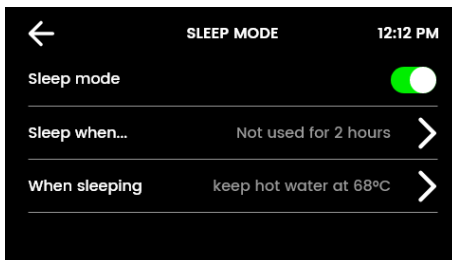 SLEEP MODE 12:12 PM
Sleep mode
Sleep when... Not used for 2 hours
When sleeping keep hot water at 68ºC